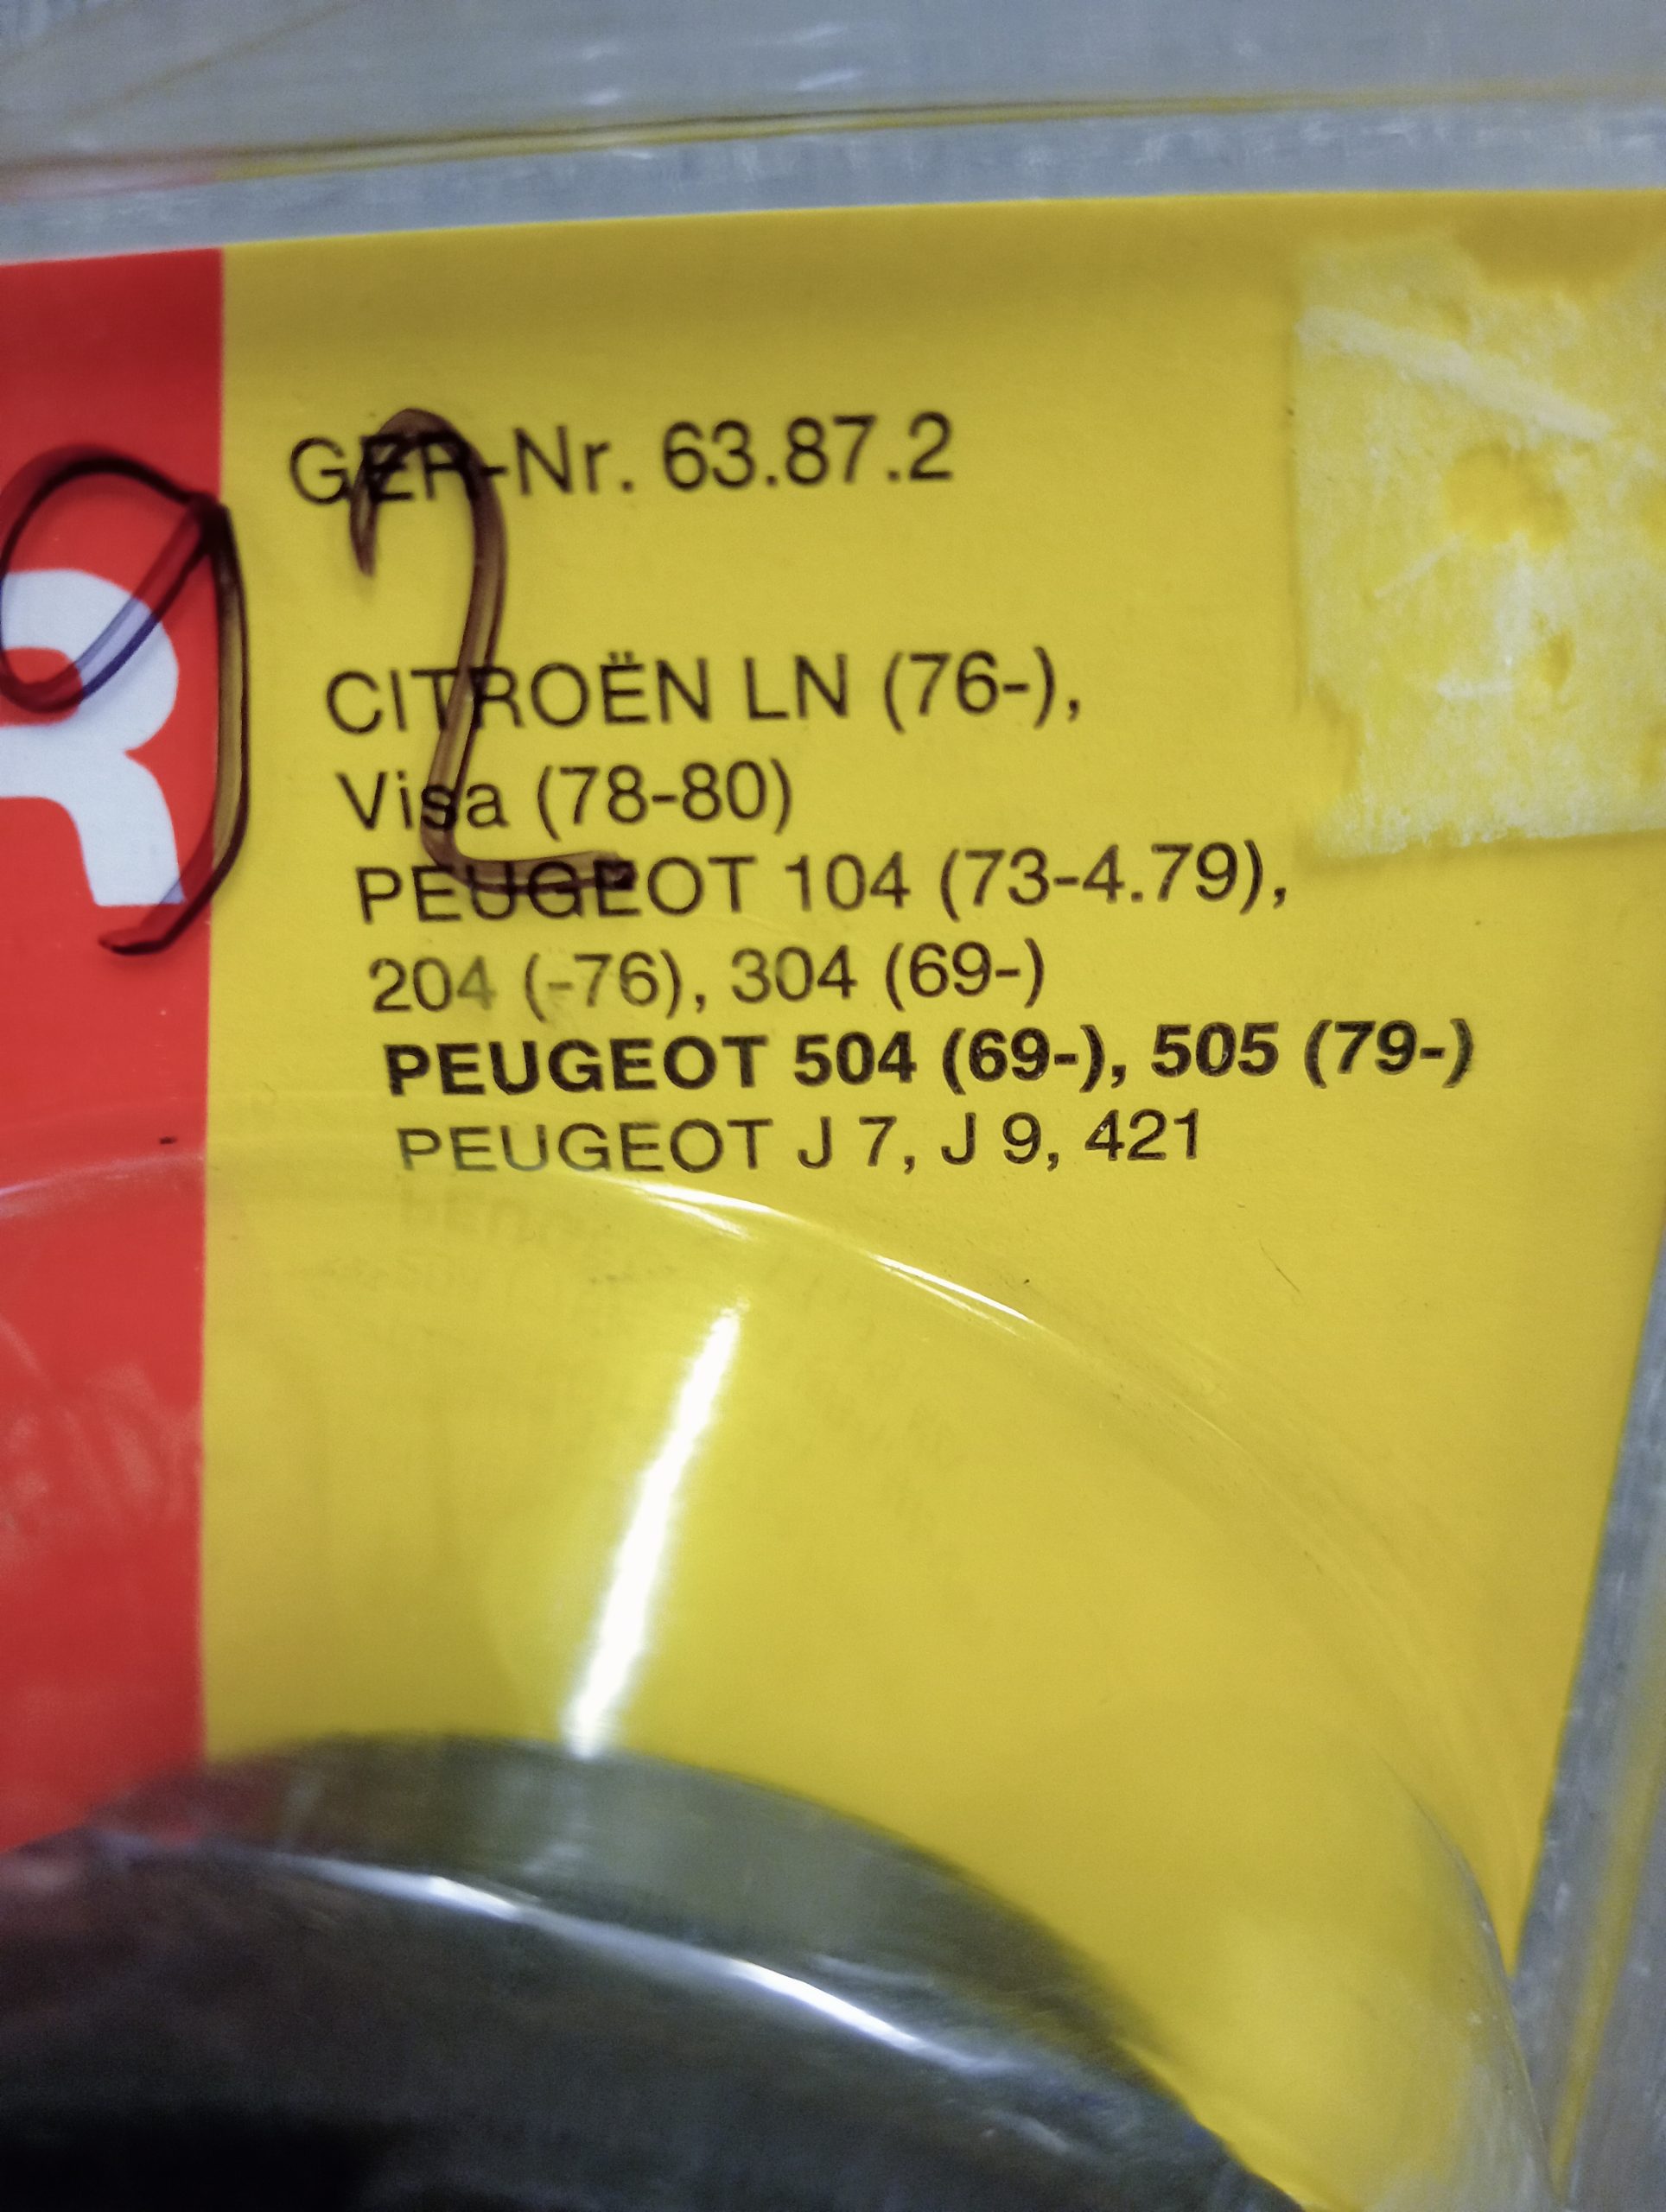 GER-Nr. 63.87.2
92
CITROËN LN (76-),
Visa (78-80)
PEUGEOT 104 (73-4.79),
204 (-76), 304 (69-)
PEUGEOT 504 (69-), 505 (79-)
PEUGEOT J 7, J 9, 421
R